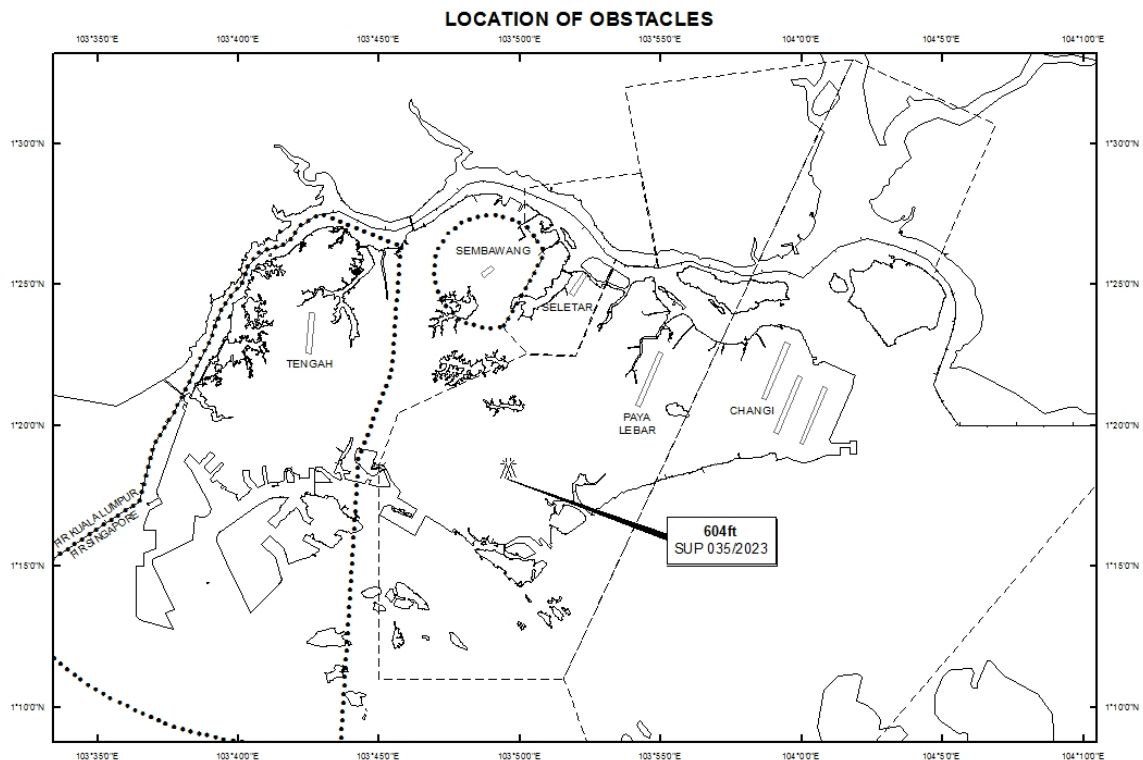 LOCATION OF OBSTACLES
103°35'0"E 103°40'0"E 103°45'0"E 103°50'0"E 103°55'0"E 104°0'0"E 104°5'0"E 104°10'0"E
1°30'0"N 1°30'0"N
SEMBAWANG
1°25'0"N 1°25'0"N
SELETAR
TENGAH
CHANGI
PAYA
LEBAR
1°20'0"N 1°20'0"N
FIR KUALA LUMPUR
FIR SINGAPORE
604ft
SUP 035/2023
1°15'0"N 1°15'0"N
1°10'0"N 1°10'0"N
103°35'0"E 103°40'0"E 103°45'0"E 103°50'0"E 103°55'0"E 104°0'0"E 104°5'0"E 104°10'0"E